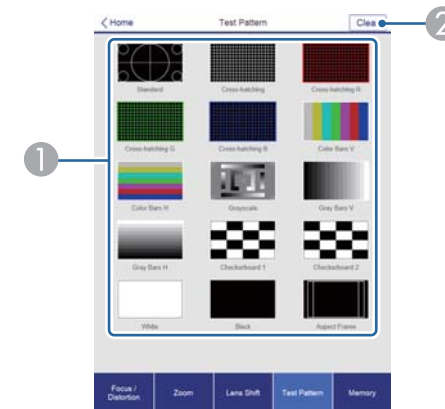 Home Test Pattern Clea
2
Standard Cross-hatching Cross-hatching R
1
Cross-hatching G Cross-hatching B Color Bars V
Color Bars H Grayscale Gray Bars V
Gray Bars H Checkerboard 1 Checkerboard 2
White Black Aspect Frame
Focus / Distortion Zoom Lens Shift Test Pattern Memory